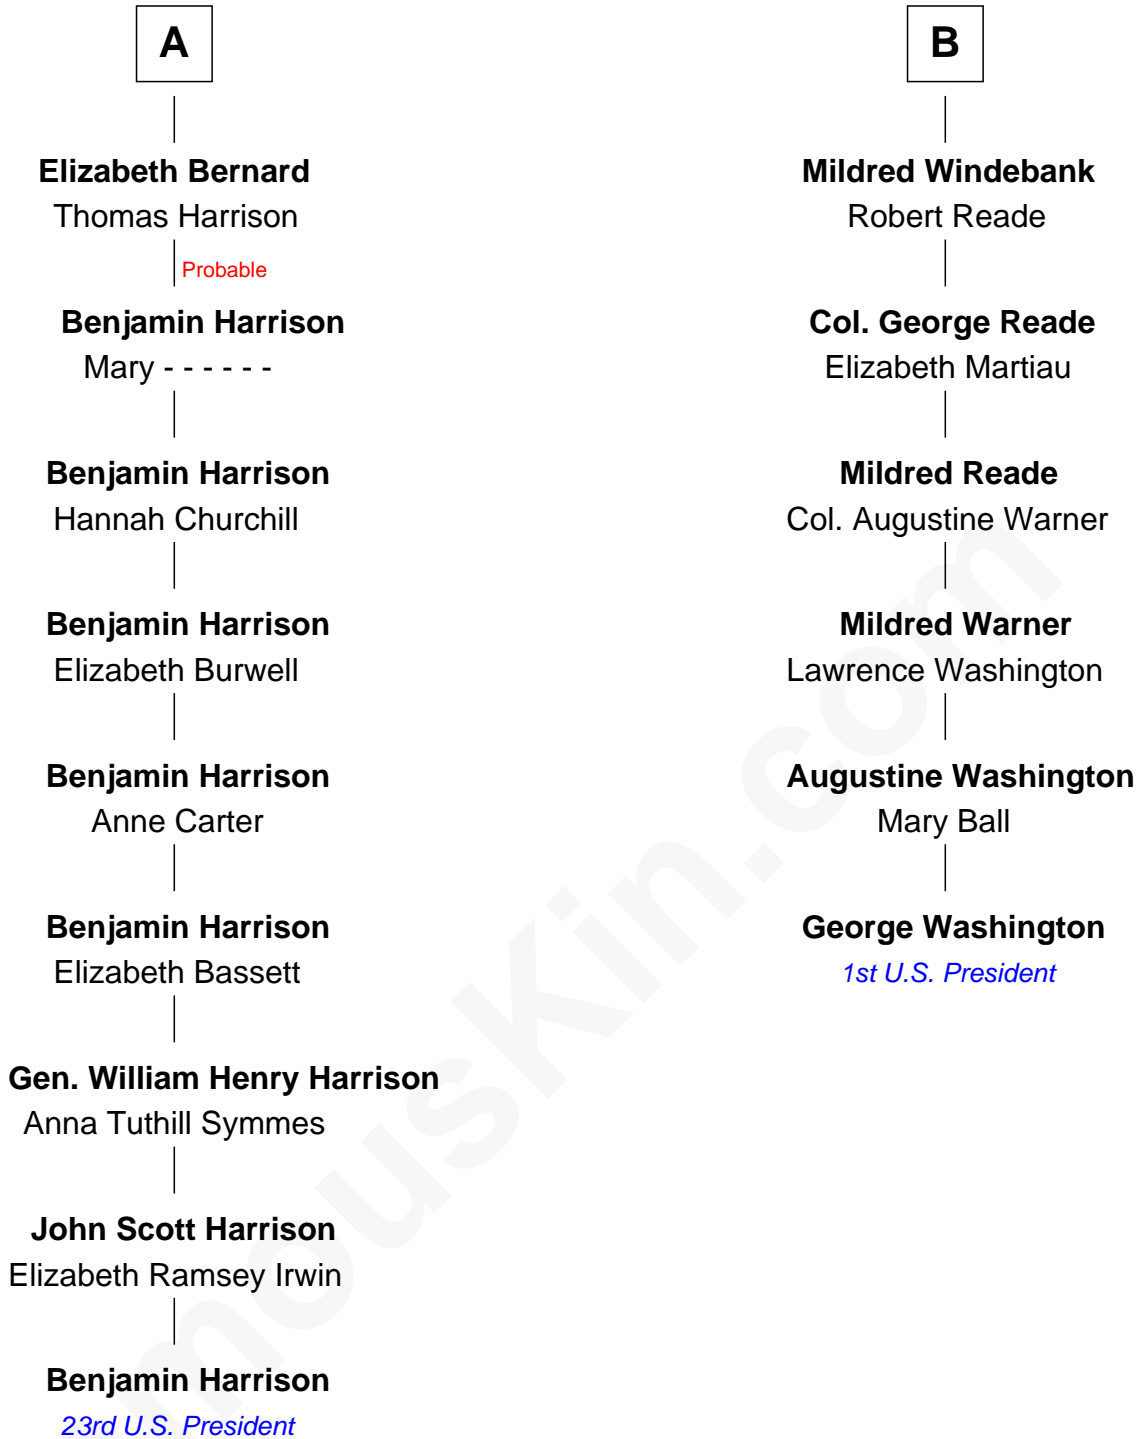 A
Elizabeth Bernard
Thomas Harrison
Probable
Benjamin Harrison
Mary - - - - - -
Benjamin Harrison
Hannah Churchill
Benjamin Harrison
Elizabeth Burwell
Benjamin Harrison
Anne Carter
Benjamin Harrison
Elizabeth Bassett
Gen. William Henry Harrison
Anna Tuthill Symmes
John Scott Harrison
Elizabeth Ramsey Irwin
Benjamin Harrison
23rd U.S. President
B
Mildred Windebank
Robert Reade
Col. George Reade
Elizabeth Martiau
Mildred Reade
Col. Augustine Warner
Mildred Warner
Lawrence Washington
Augustine Washington
Mary Ball
George Washington
1st U.S. President
mousKin.com